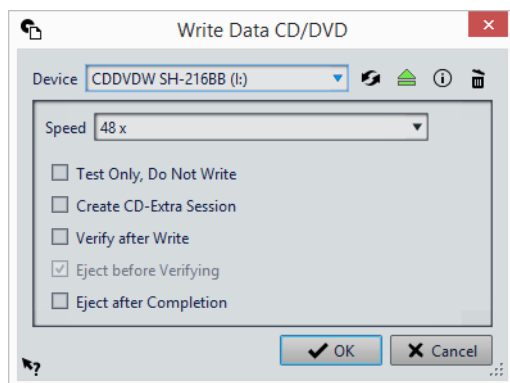 Write Data CD/DVD
Device CDDVDW SH-216BB (I:)
Speed 48 x
Test Only, Do Not Write
Create CD-Extra Session
Verify after Write
Eject before Verifying
Eject after Completion
OK Cancel